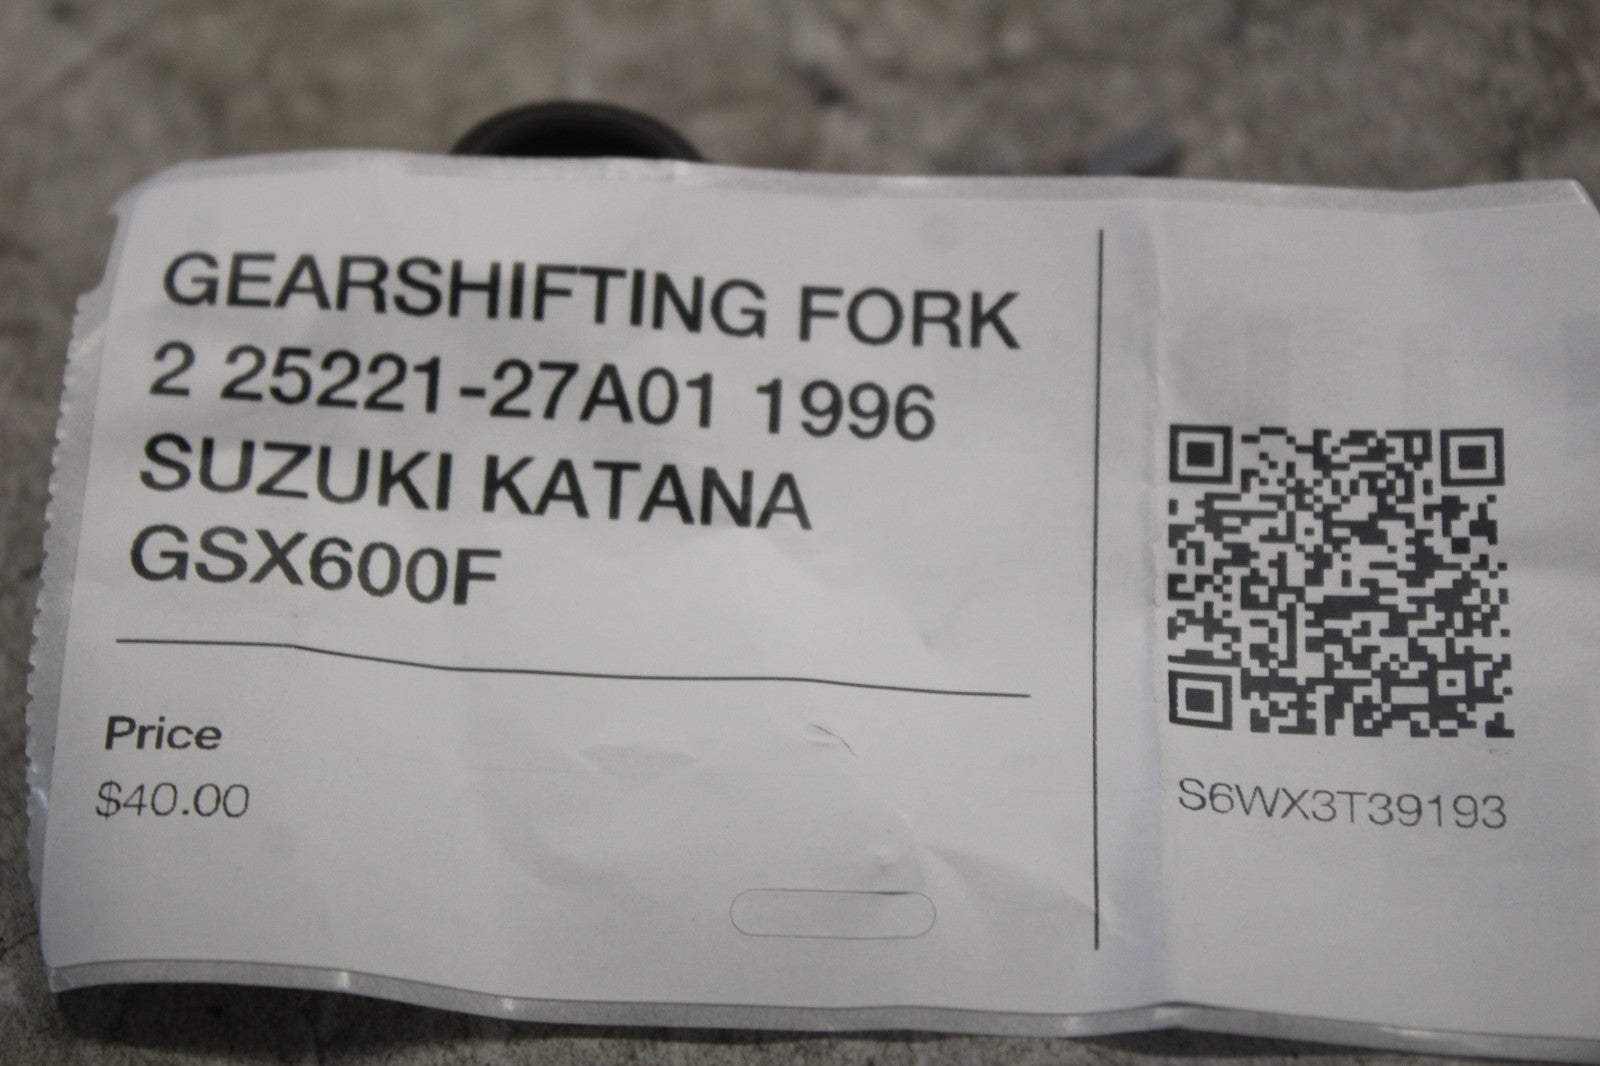 GEARSHIFTING FORK
2 25221-27A01 1996
SUZUKI KATANA
GSX600F
Price
$40.00
S6WX3T39193